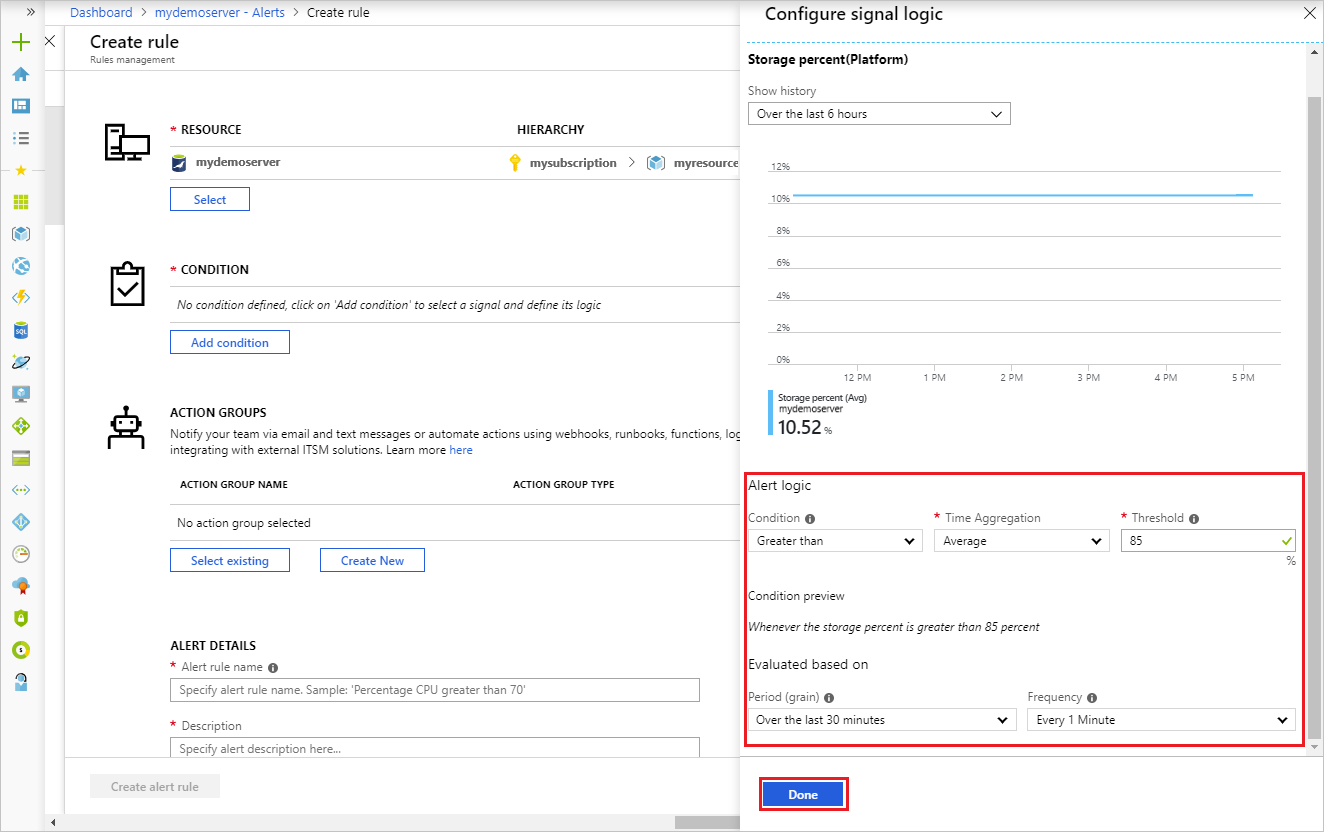 Dashboard > mydemoserver - Alerts > Create rule
Create rule
Rules management
* RESOURCE HIERARCHY
mydemoserver mysubscription > myresource
Select
* CONDITION
No condition defined, click on 'Add condition' to select a signal and define its logic
Add condition
ACTION GROUPS
Notify your team via email and text messages or automate actions using webhooks, runbooks, functions, log
integrating with external ITSM solutions. Learn more here
ACTION GROUP NAME ACTION GROUP TYPE
No action group selected
Select existing Create New
ALERT DETAILS
* Alert rule name
Specify alert rule name. Sample: 'Percentage CPU greater than 70'
* Description
Specify alert description here...
Create alert rule
Configure signal logic
Storage percent(Platform)
Show history
Over the last 6 hours
12%
10%
8%
6%
4%
2%
0%
12 PM 1 PM 2 PM 3 PM 4 PM 5 PM
Storage percent (Avg)
mydemoserver
10.52 %
Alert logic
Condition * Time Aggregation * Threshold
Greater than Average 85
%
Condition preview
Whenever the storage percent is greater than 85 percent
Evaluated based on
Period (grain) Frequency
Over the last 30 minutes Every 1 Minute
Done
SQL